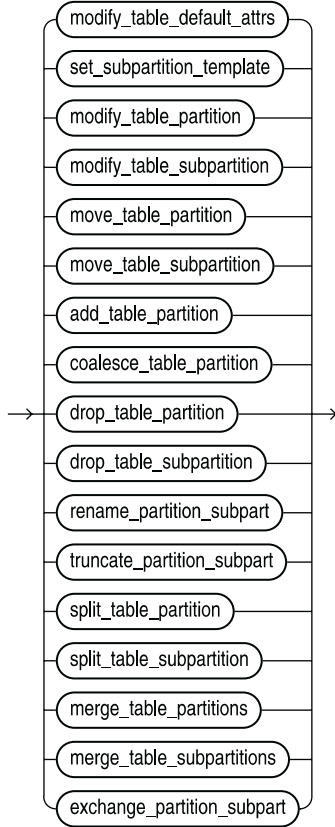 modify_table_default_attrs
set_subpartition_template
modify_table_partition
modify_table_subpartition
move_table_partition
move_table_subpartition
add_table_partition
coalesce_table_partition
drop_table_partition
drop_table_subpartition
rename_partition_subpart
truncate_partition_subpart
split_table_partition
split_table_subpartition
merge_table_partitions
merge_table_subpartitions
exchange_partition_subpart